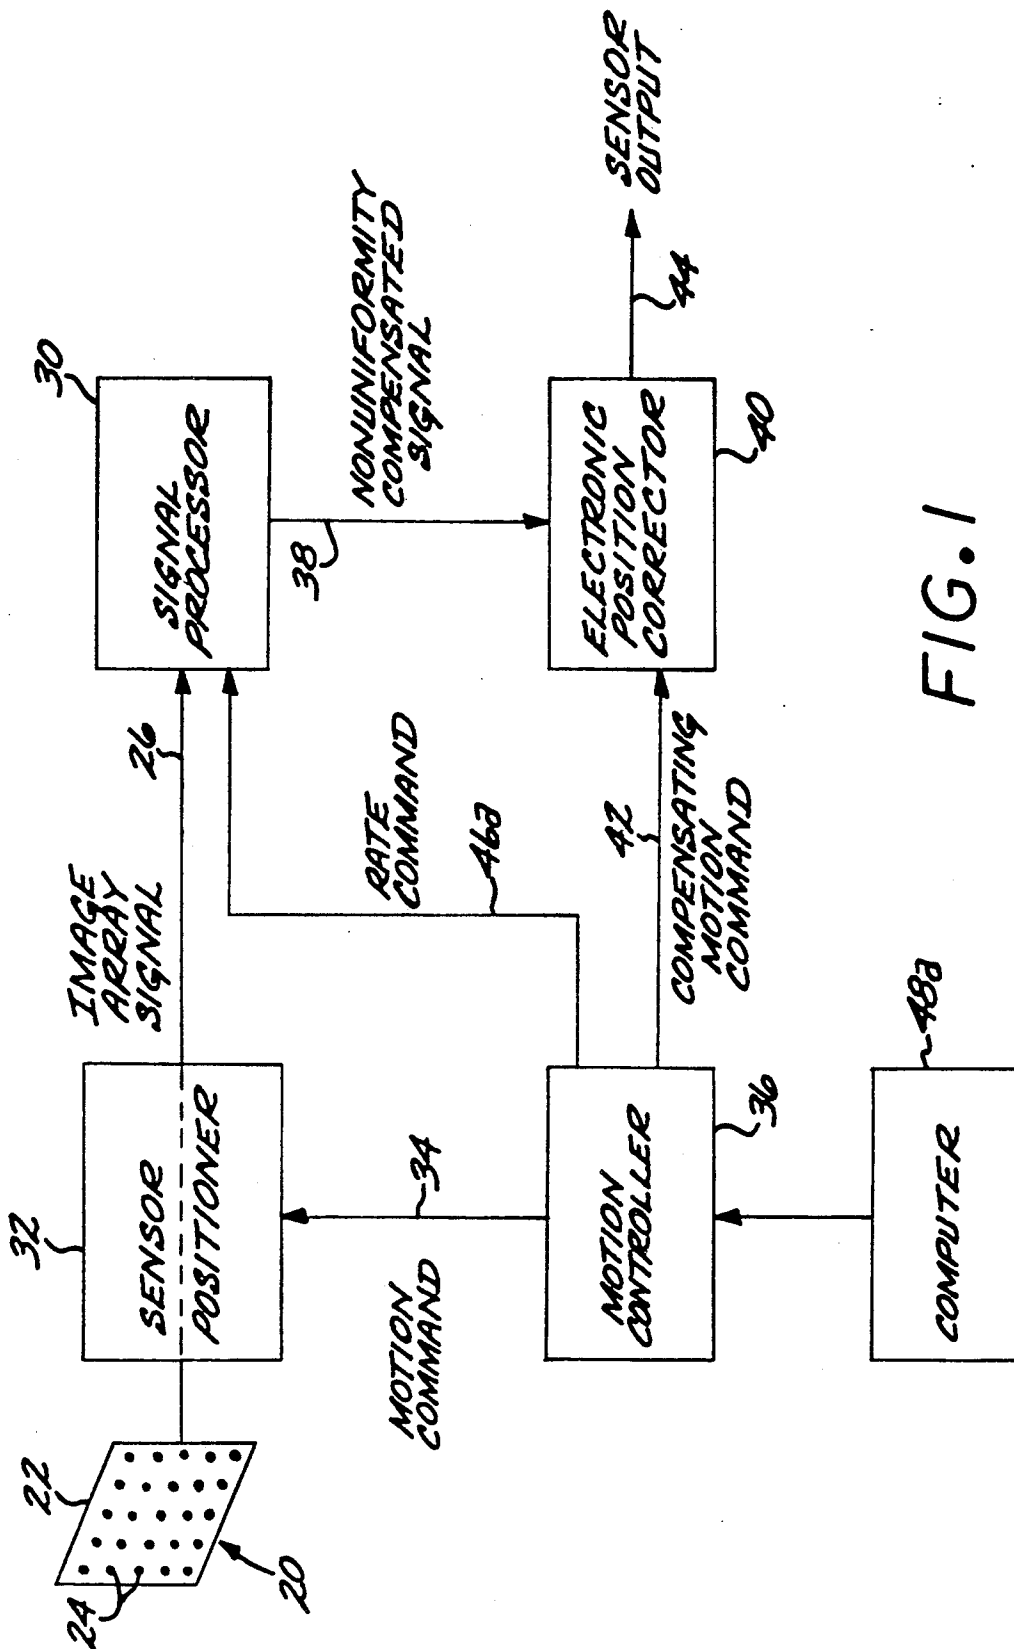 24
22
20
32
SENSOR
POSITIONER
IMAGE
ARRAY
SIGNAL
26
30
SIGNAL
PROCESSOR
MOTION
COMMAND
34
RATE
COMMAND
46a
38
NONUNIFORMITY
COMPENSATED
SIGNAL
MOTION
CONTROLLER
36
42
COMPENSATING
MOTION
COMMAND
ELECTRONIC
POSITION
CORRECTOR
40
44
SENSOR
OUTPUT
COMPUTER
48a
FIG. 1